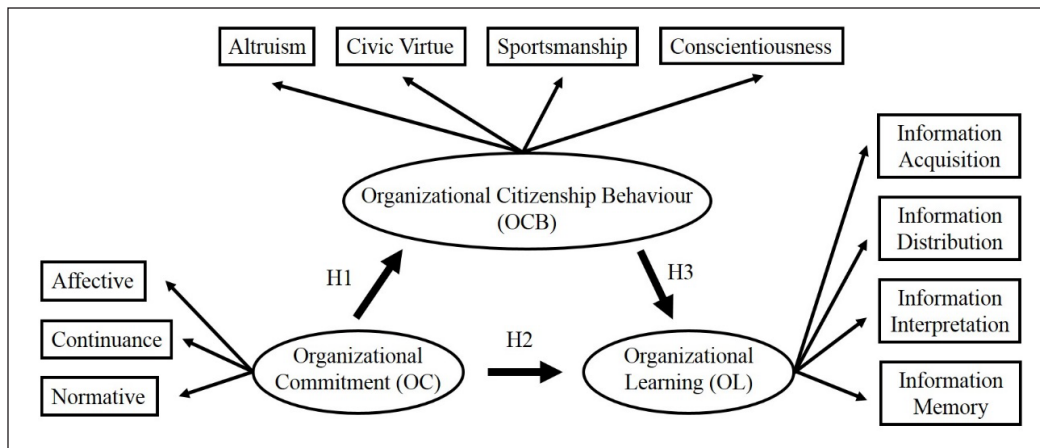 Altruism
Civic Virtue
Sportsmanship
Conscientiousness
Information
Acquisition
Organizational Citizenship Behaviour
(OCB)
Information
Distribution
H1
H3
Affective
Continuance
Normative
Organizational
Commitment (OC)
H2
Organizational
Learning (OL)
Information
Interpretation
Information
Memory